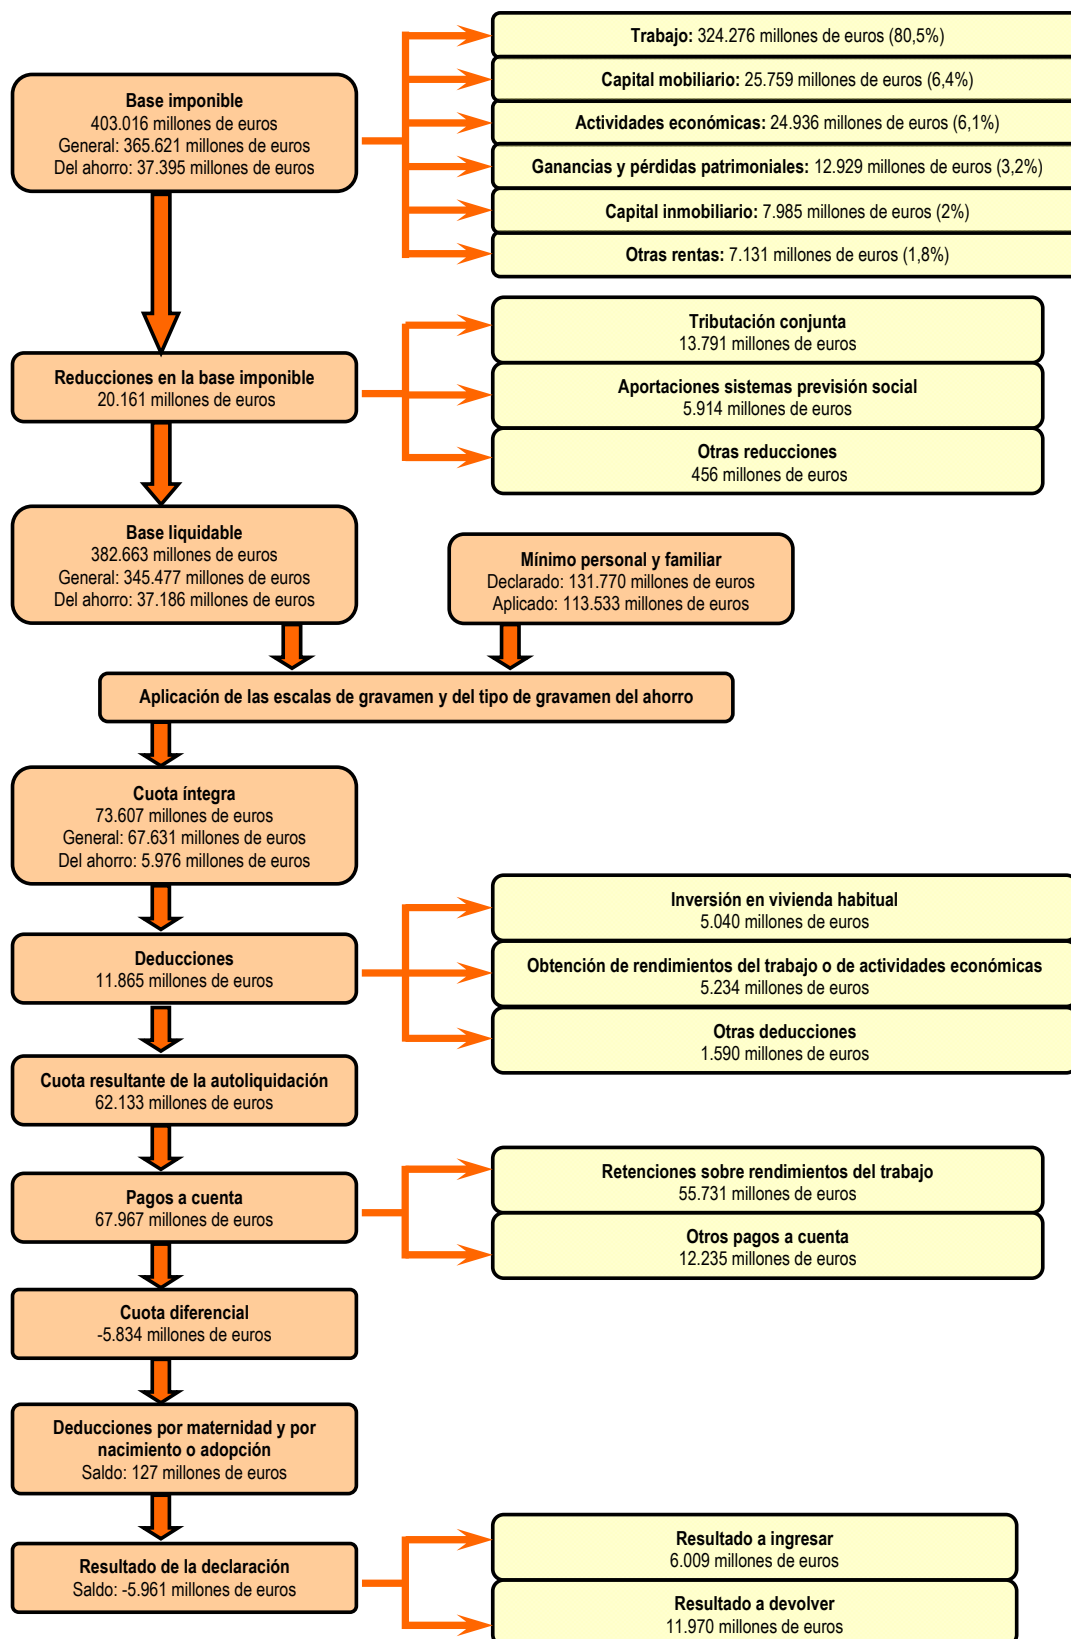 Trabajo: 324.276 millones de euros (80,5%)
Capital mobiliario: 25.759 millones de euros (6,4%)
Actividades económicas: 24.936 millones de euros (6,1%)
Ganancias y pérdidas patrimoniales: 12.929 millones de euros (3,2%)
Capital inmobiliario: 7.985 millones de euros (2%)
Otras rentas: 7.131 millones de euros (1,8%)
Base imponible
403.016 millones de euros
General: 365.621 millones de euros
Del ahorro: 37.395 millones de euros
Reducciones en la base imponible
20.161 millones de euros
Tributación conjunta
13.791 millones de euros
Aportaciones sistemas previsión social
5.914 millones de euros
Otras reducciones
456 millones de euros
Base liquidable
382.663 millones de euros
General: 345.477 millones de euros
Del ahorro: 37.186 millones de euros
Mínimo personal y familiar
Declarado: 131.770 millones de euros
Aplicado: 113.533 millones de euros
Aplicación de las escalas de gravamen y del tipo de gravamen del ahorro
Cuota íntegra
73.607 millones de euros
General: 67.631 millones de euros
Del ahorro: 5.976 millones de euros
Deducciones
11.865 millones de euros
Inversión en vivienda habitual
5.040 millones de euros
Obtención de rendimientos del trabajo o de actividades económicas
5.234 millones de euros
Otras deducciones
1.590 millones de euros
Cuota resultante de la autoliquidación
62.133 millones de euros
Pagos a cuenta
67.967 millones de euros
Retenciones sobre rendimientos del trabajo
55.731 millones de euros
Otros pagos a cuenta
12.235 millones de euros
Cuota diferencial
-5.834 millones de euros
Deducciones por maternidad y por
nacimiento o adopción
Saldo: 127 millones de euros
Resultado de la declaración
Saldo: -5.961 millones de euros
Resultado a ingresar
6.009 millones de euros
Resultado a devolver
11.970 millones de euros